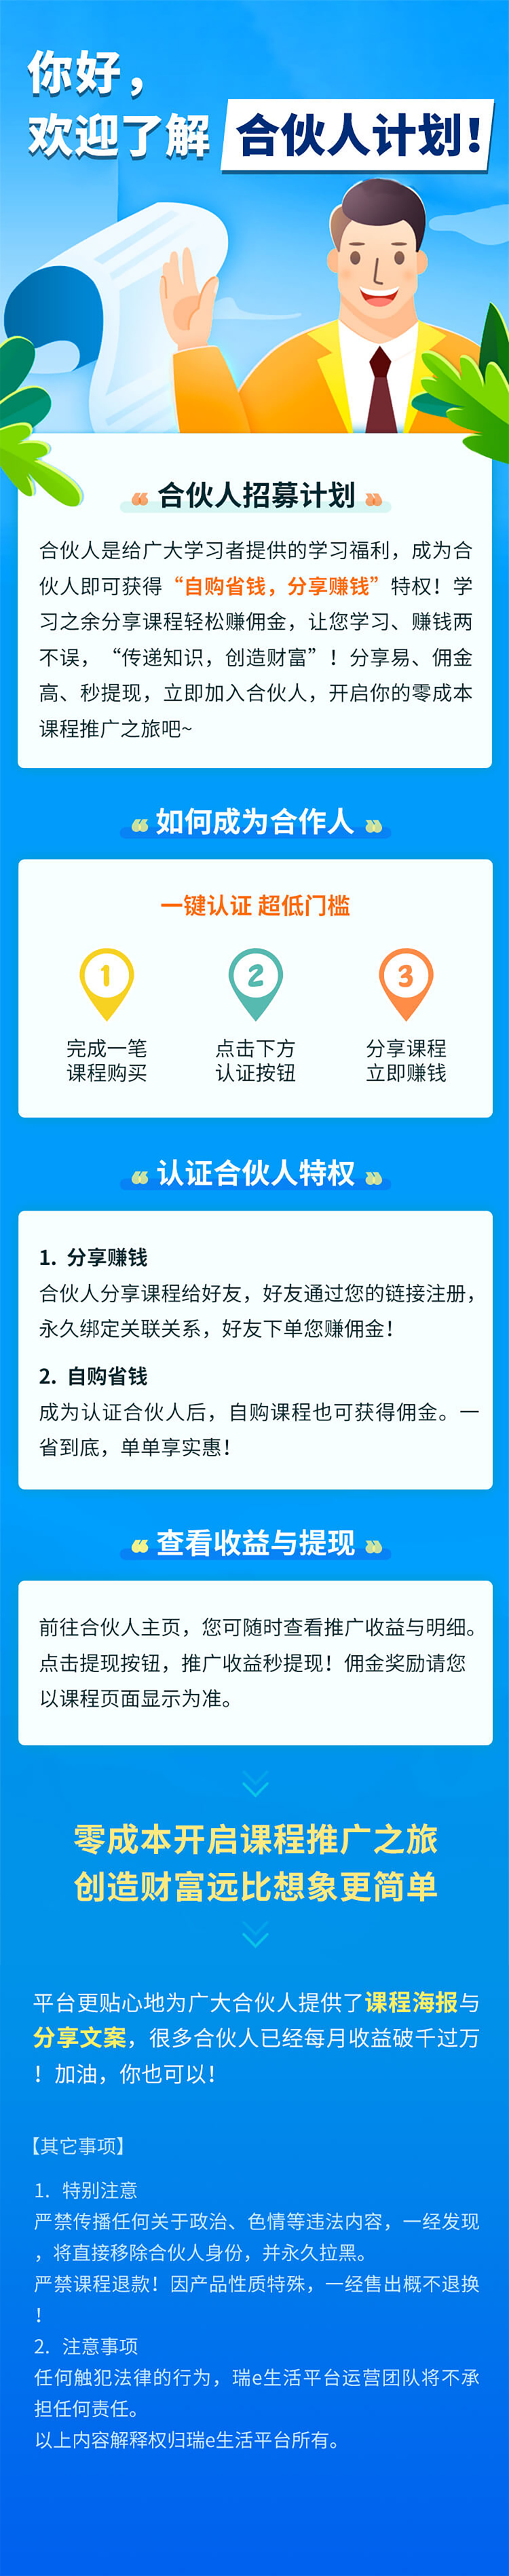 你好，
欢迎了解 合伙人计划!
合伙人招募计划
合伙人是给广大学习者提供的学习福利，成为合
伙人即可获得“自购省钱，分享赚钱”特权！学
习之余分享课程轻松赚佣金，让您学习、赚钱两
不误，“传递知识，创造财富”！分享易、佣金
高、秒提现，立即加入合伙人，开启你的零成本
课程推广之旅吧~
如何成为合作人
一键认证 超低门槛
1 2 3
完成一笔 点击下方 分享课程
课程购买 认证按钮 立即赚钱
认证合伙人特权
1. 分享赚钱
合伙人分享课程给好友，好友通过您的链接注册，
永久绑定关联关系，好友下单您赚佣金！
2. 自购省钱
成为认证合伙人后，自购课程也可获得佣金。一
省到底，单单享实惠！
查看收益与提现
前往合伙人主页，您可随时查看推广收益与明细。
点击提现按钮，推广收益秒提现！佣金奖励请您
以课程页面显示为准。
零成本开启课程推广之旅
创造财富远比想象更简单
平台更贴心地为广大合伙人提供了课程海报与
分享文案，很多合伙人已经每月收益破千过万
！加油，你也可以！
【其它事项】
1. 特别注意
严禁传播任何关于政治、色情等违法内容，一经发现
，将直接移除合伙人身份，并永久拉黑。
严禁课程退款！因产品性质特殊，一经售出概不退换
！
2. 注意事项
任何触犯法律的行为，瑞e生活平台运营团队将不承
担任何责任。
以上内容解释权归瑞e生活平台所有。